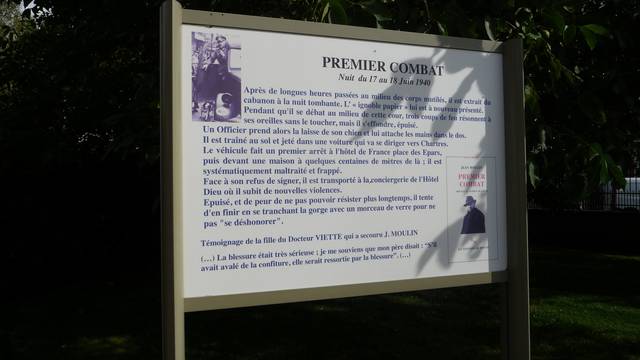 PREMIER COMBAT
Nuit du 17 au 18 Juin 1940
Après de longues heures passées au milieu des corps mutilés, il est extrait du
cabanon à la nuit tombante. L' « ignoble papier » lui est à nouveau présenté.
Pendant qu'il se débat au milieu de cette cour, trois coups de feu résonnent à
ses oreilles sans le toucher, mais il s'effondre, épuisé.
Un Officier prend alors la laisse de son chien et lui attache les mains dans le dos.
Il est traîné au sol et jeté dans une voiture qui va se diriger vers Chartres.
Le véhicule fait un premier arrêt à l'hôtel de France place des Epars,
puis devant une maison à quelques centaines de mètres de là ; il est
systématiquement maltraité et frappé.
Face à son refus de signer, il est transporté à la conciergerie de l'Hôtel
Dieu où il subit de nouvelles violences.
Epuisé, et de peur de ne pas pouvoir résister plus longtemps, il tente
d'en finir en se tranchant la gorge avec un morceau de verre pour ne
pas "se déshonorer".
Témoignage de la fille du Docteur VIETTE qui a secouru J. MOULIN
(…) La blessure était très sérieuse ; je me souviens que mon père disait : "S'il
avait avalé de la confiture, elle serait ressortie par la blessure". (…)
JEAN MOULIN
PREMIER
COMBAT